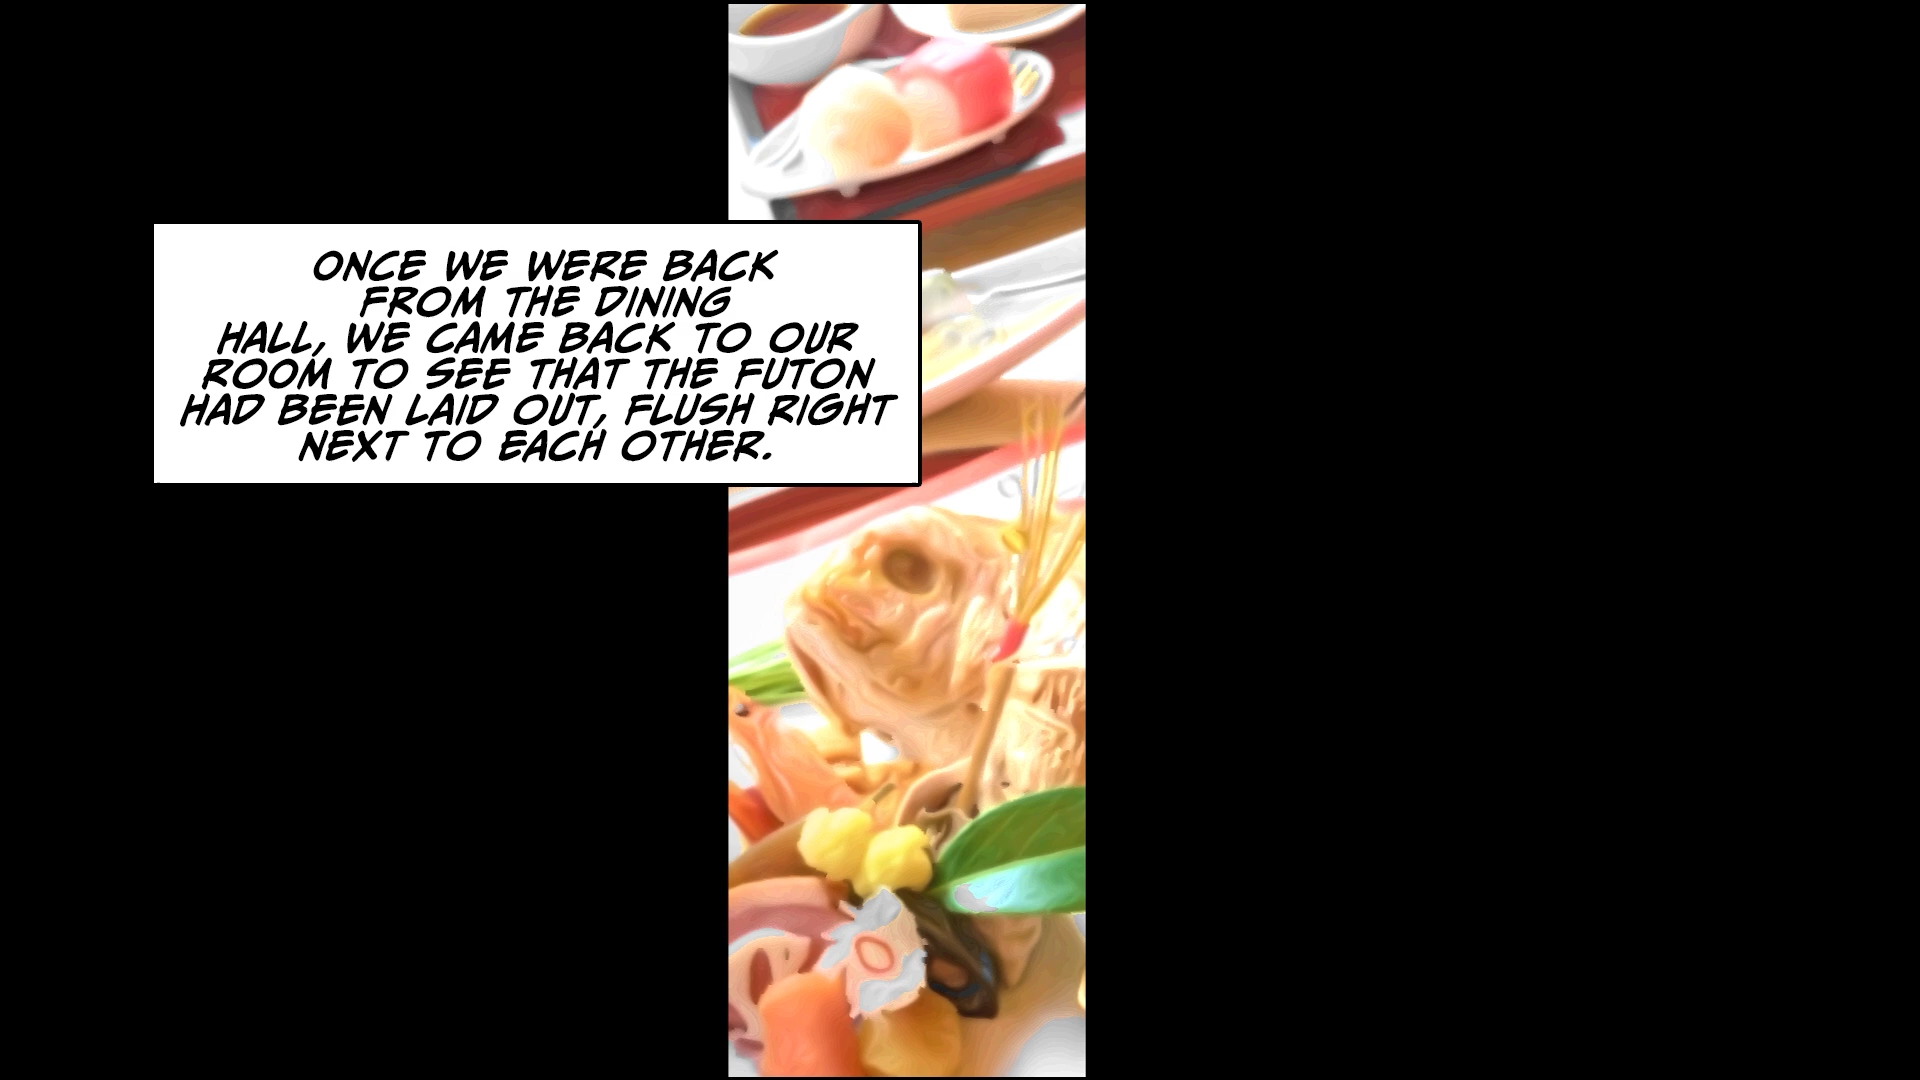 ONCE WE WERE BACK
FROM THE DINING
HALL, WE CAME BACK TO OUR
ROOM TO SEE THAT THE FUTON
HAD BEEN LAID OUT, FLUSH RIGHT
NEXT TO EACH OTHER.